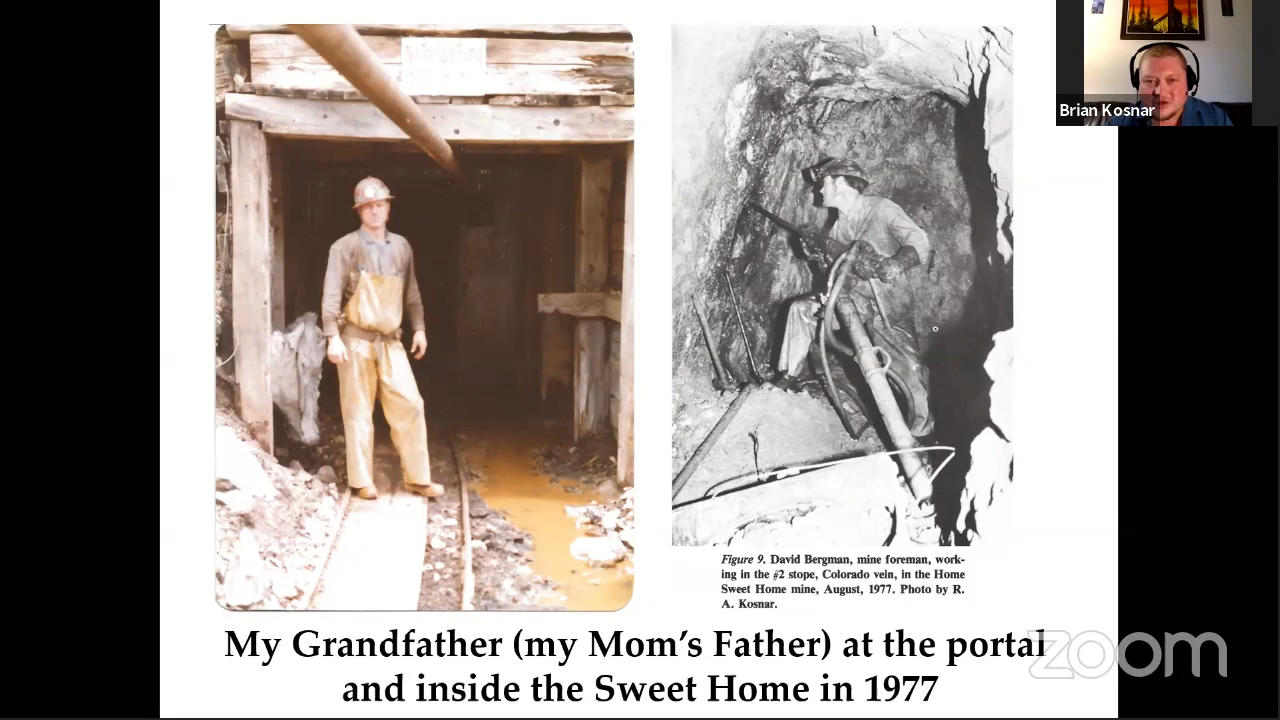 Brian Kosnar
Figure 9. David Bergman, mine foreman, work-
ing in the #2 stope, Colorado vein, in the Home
Sweet Home mine, August, 1977. Photo by R.
A. Kosnar.
My Grandfather (my Mom’s Father) at the portal
and inside the Sweet Home in 1977
zoom